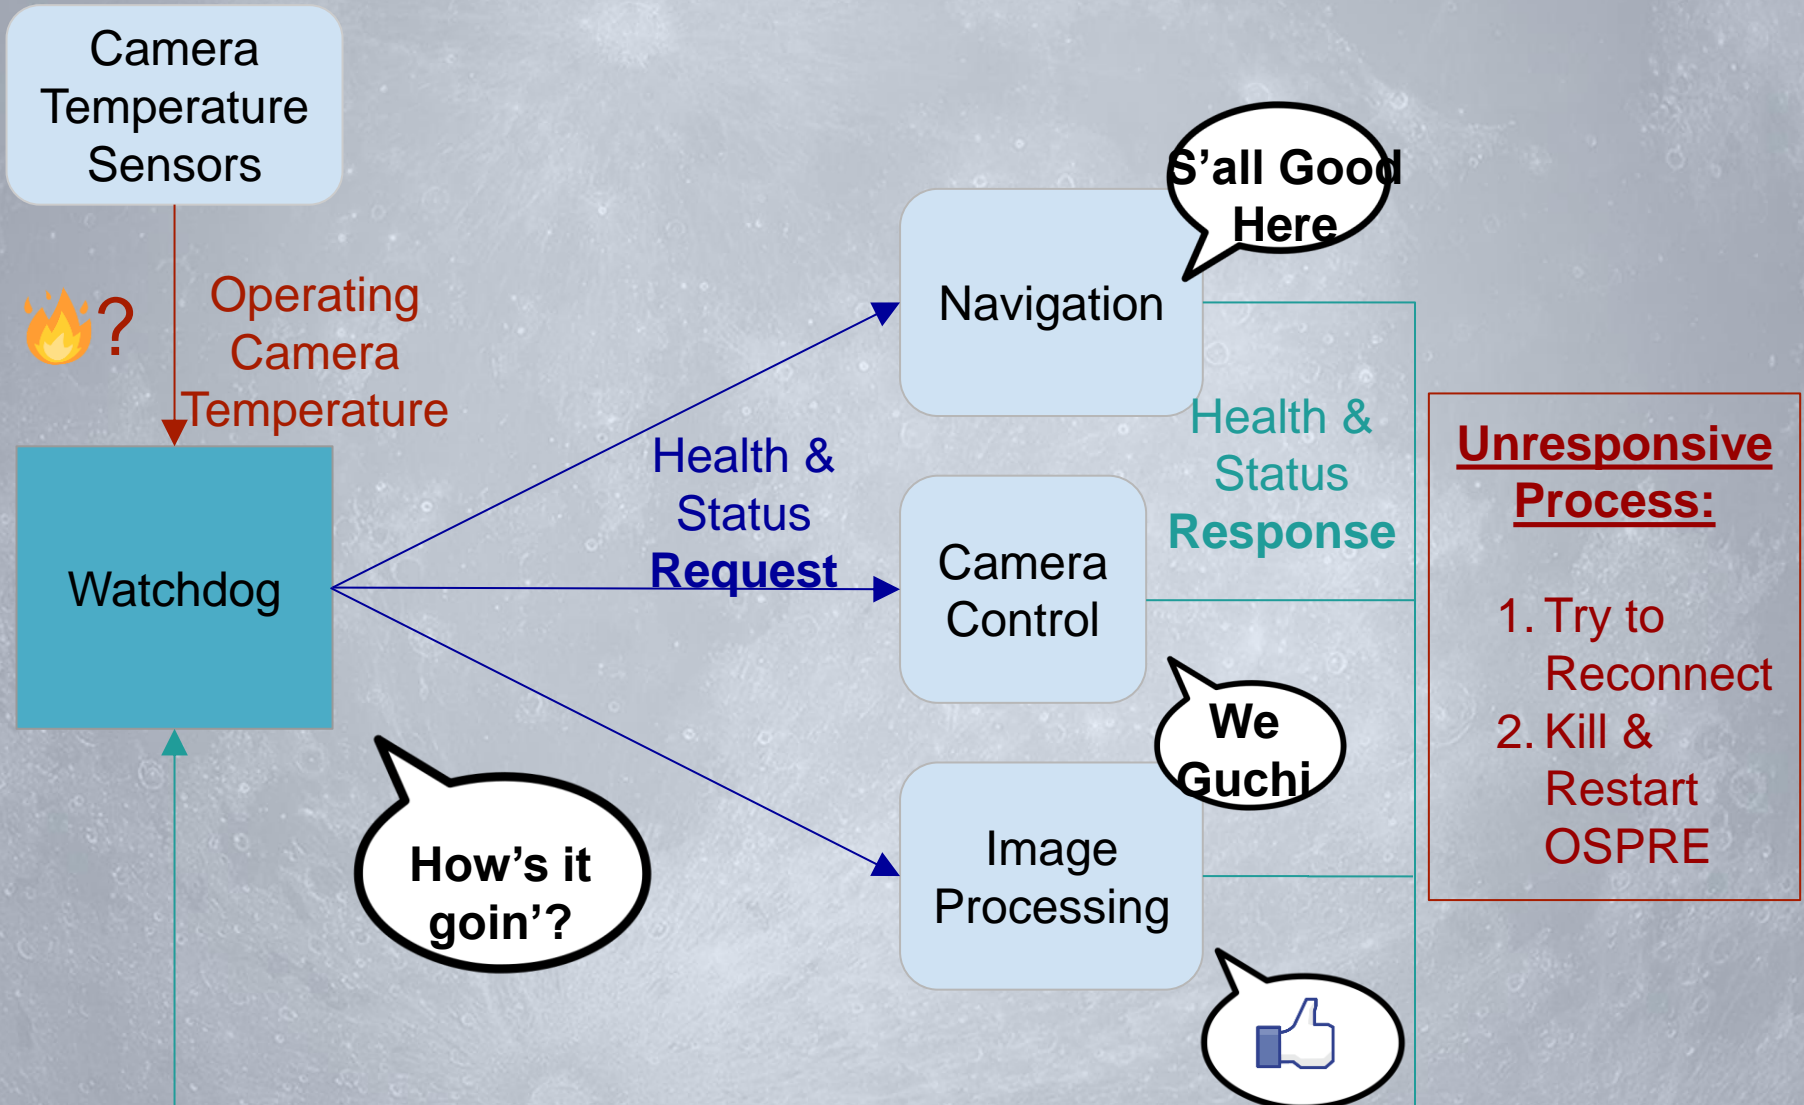 Camera
Temperature
Sensors
?
Operating
Camera
Temperature
Watchdog
How's it
goin'?
Health &
Status
Request
S'all Good
Here
Navigation
Camera
Control
We
Guchi
Image
Processing
Health &
Status
Response
Unresponsive
Process:
1. Try to
Reconnect
2. Kill &
Restart
OSPRE